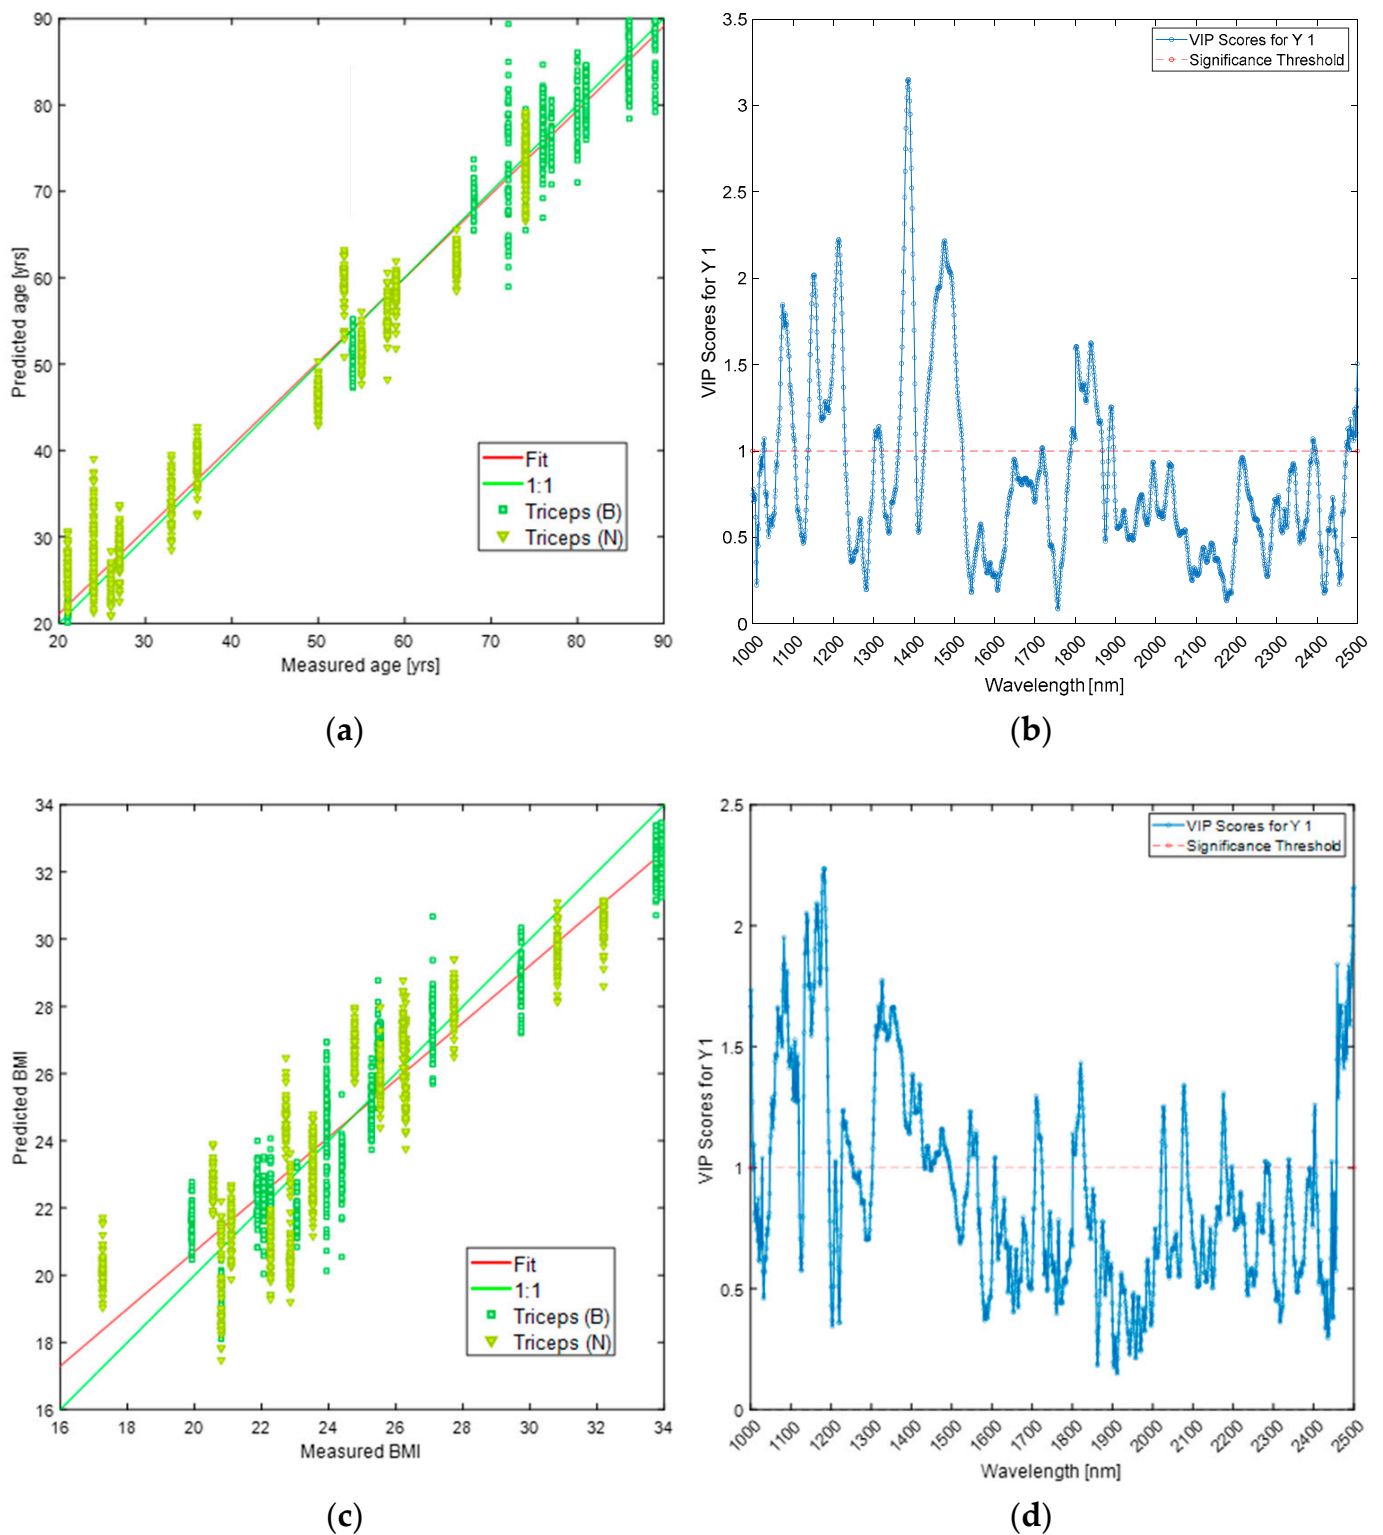 90
80
70
60
50
40
30
20
20 30 40 50 60 70 80 90
Predicted age [yrs]
Measured age [yrs]
Fit
1:1
Triceps (B)
Triceps (N)
(a)
3.5
3
2.5
2
1.5
1
0.5
0
1000 1100 1200 1300 1400 1500 1600 1700 1800 1900 2000 2100 2200 2300 2400 2500
VIP Scores for Y 1
Wavelength [nm]
VIP Scores for Y 1
Significance Threshold
(b)
34
32
30
28
26
24
22
20
18
16
16 18 20 22 24 26 28 30 32 34
Predicted BMI
Measured BMI
Fit
1:1
Triceps (B)
Triceps (N)
(c)
2.5
2
1.5
1
0.5
0
1000 1100 1200 1300 1400 1500 1600 1700 1800 1900 2000 2100 2200 2300 2400 2500
VIP Scores for Y 1
Wavelength [nm]
VIP Scores for Y 1
Significance Threshold
(d)